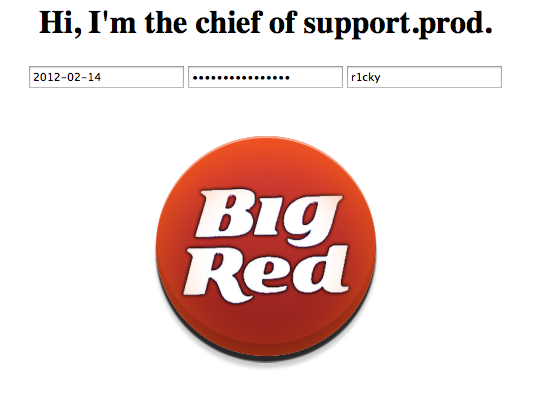 Hi, I'm the chief of support.prod.
2012-02-14 •••••••••••••••• r1cky
Big
Red